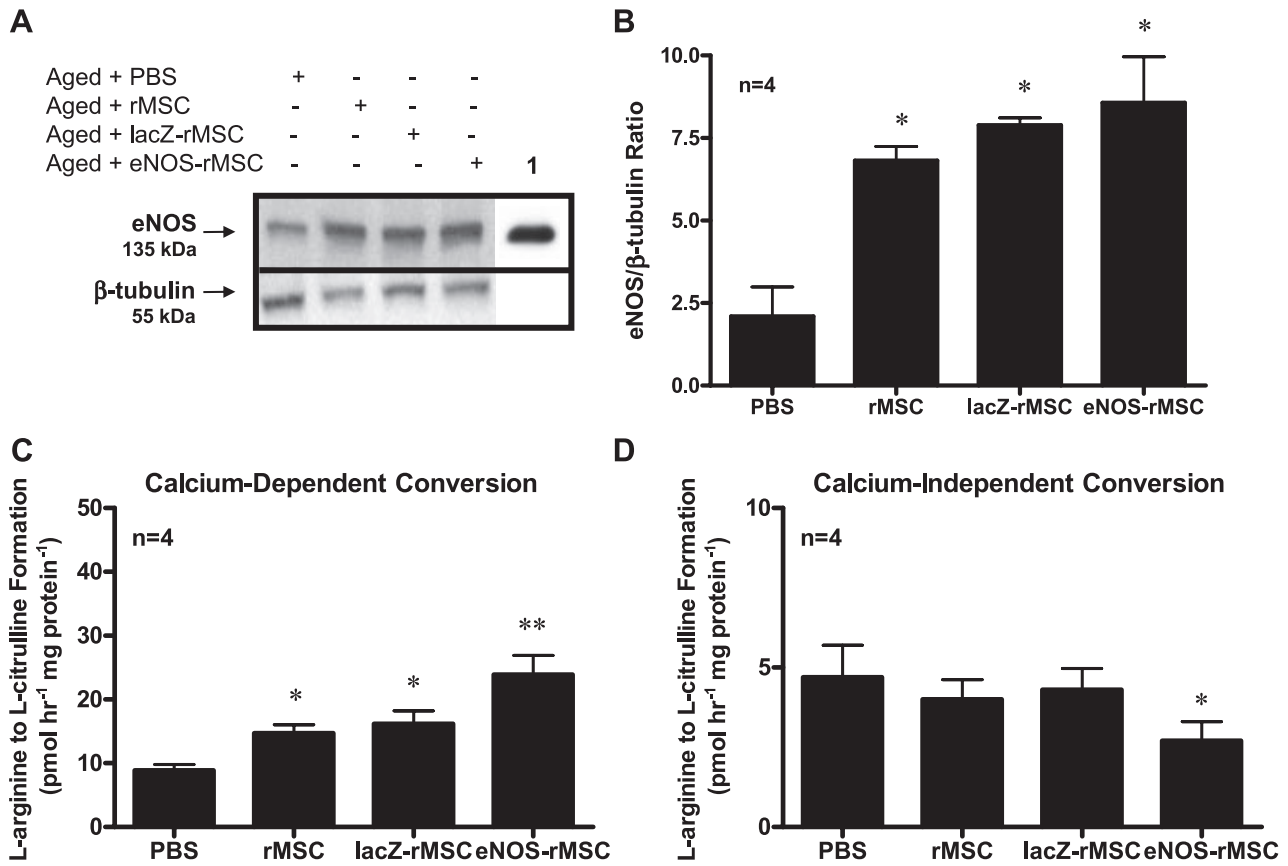 A
Aged + PBS + - - -
Aged + rMSC - + - -
Aged + lacZ-rMSC - - + -
Aged + eNOS-rMSC - - - + 1
eNOS
135 kDa
β-tubulin
55 kDa
B
eNOS/β-tubulin Ratio
10.0
7.5
5.0
2.5
0.0
n=4
*
*
*
PBS rMSC lacZ-rMSC eNOS-rMSC
C
Calcium-Dependent Conversion
L-arginine to L-citrulline Formation
(pmol hr⁻¹ mg protein⁻¹)
50
40
30
20
10
0
n=4
*
*
**
PBS rMSC lacZ-rMSC eNOS-rMSC
D
Calcium-Independent Conversion
L-arginine to L-citrulline Formation
(pmol hr⁻¹ mg protein⁻¹)
10
5
0
n=4
*
PBS rMSC lacZ-rMSC eNOS-rMSC